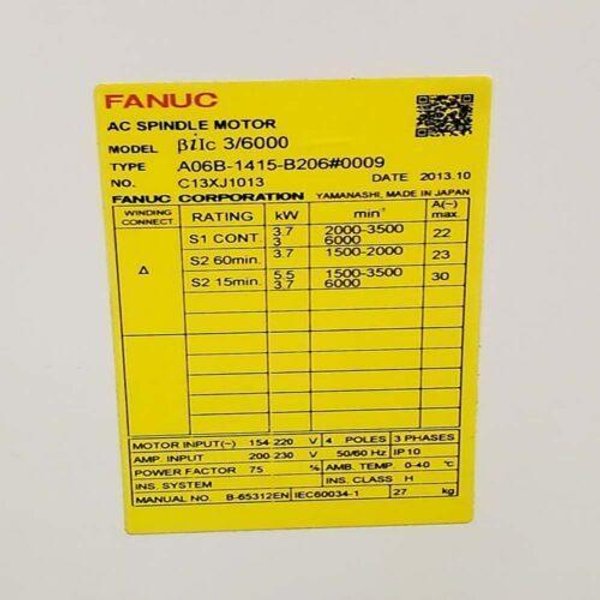 FANUC
AC SPINDLE MOTOR
MODEL βiIc 3/6000
TYPE A06B-1415-B206#0009
NO. C13XJ1013 DATE 2013.10
FANUC CORPORATION YAMANASHI, MADE IN JAPAN
WINDING CONNECT. RATING kW min⁻¹ A(~) max.
Δ S1 CONT. 3.7 2000-3500 22
3 6000
S2 60min. 3.7 1500-2000 23
S2 15min. 5.5 1500-3500 30
3.7 6000
MOTOR INPUT(~) 154 220 V 4 POLES 3 PHASES
AMP. INPUT 200 230 V 50/60 Hz IP10
POWER FACTOR 75 % AMB. TEMP. 0-40 ℃
INS. SYSTEM INS. CLASS H
MANUAL NO. B-65312EN IEC60034-1 27 kg